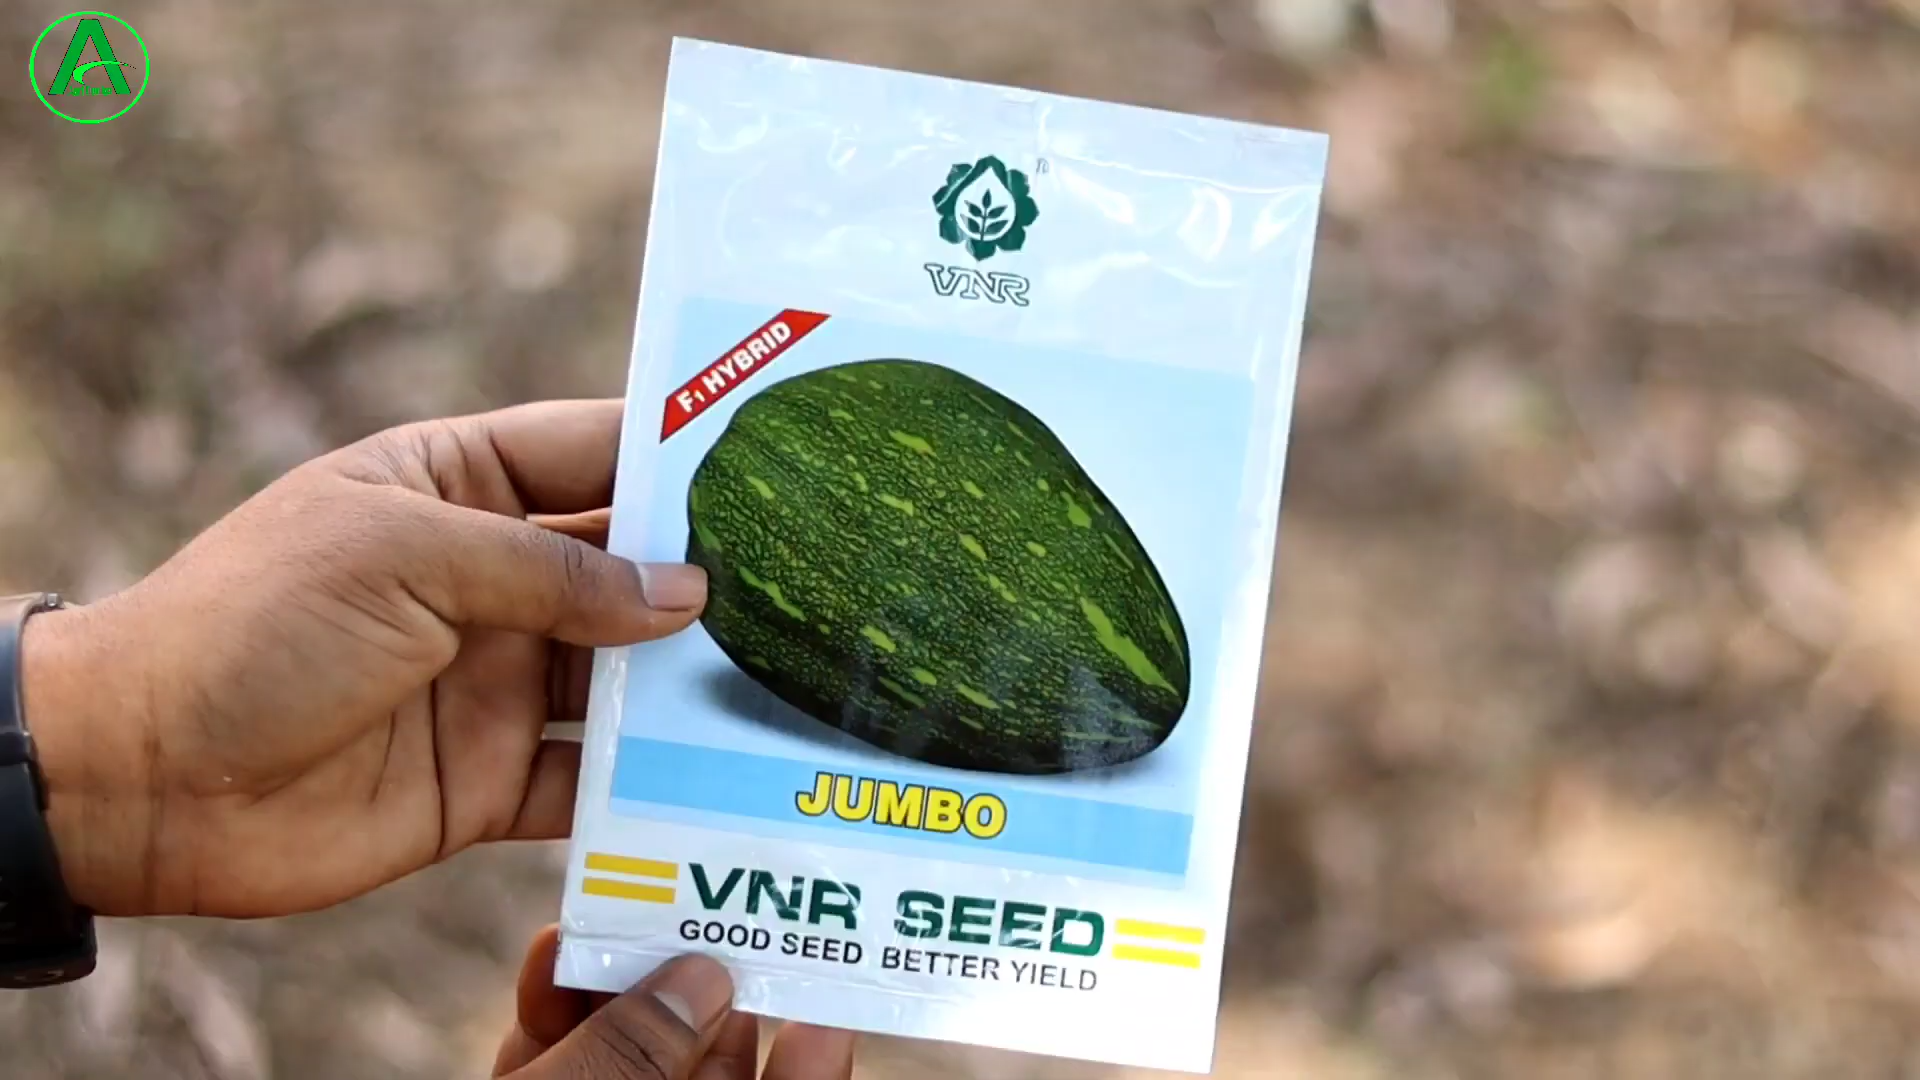 VNR
F1 HYBRID
JUMBO
VNR SEED
GOOD SEED BETTER YIELD